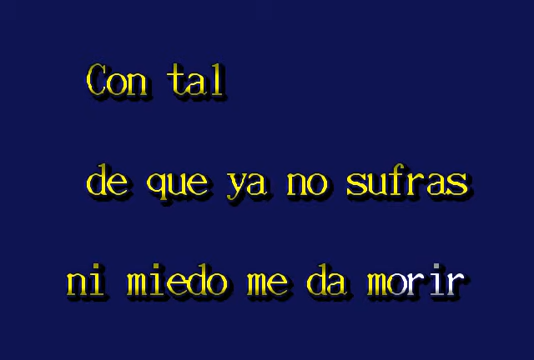 Con tal
de que ya no sufras
ni miedo me da morir